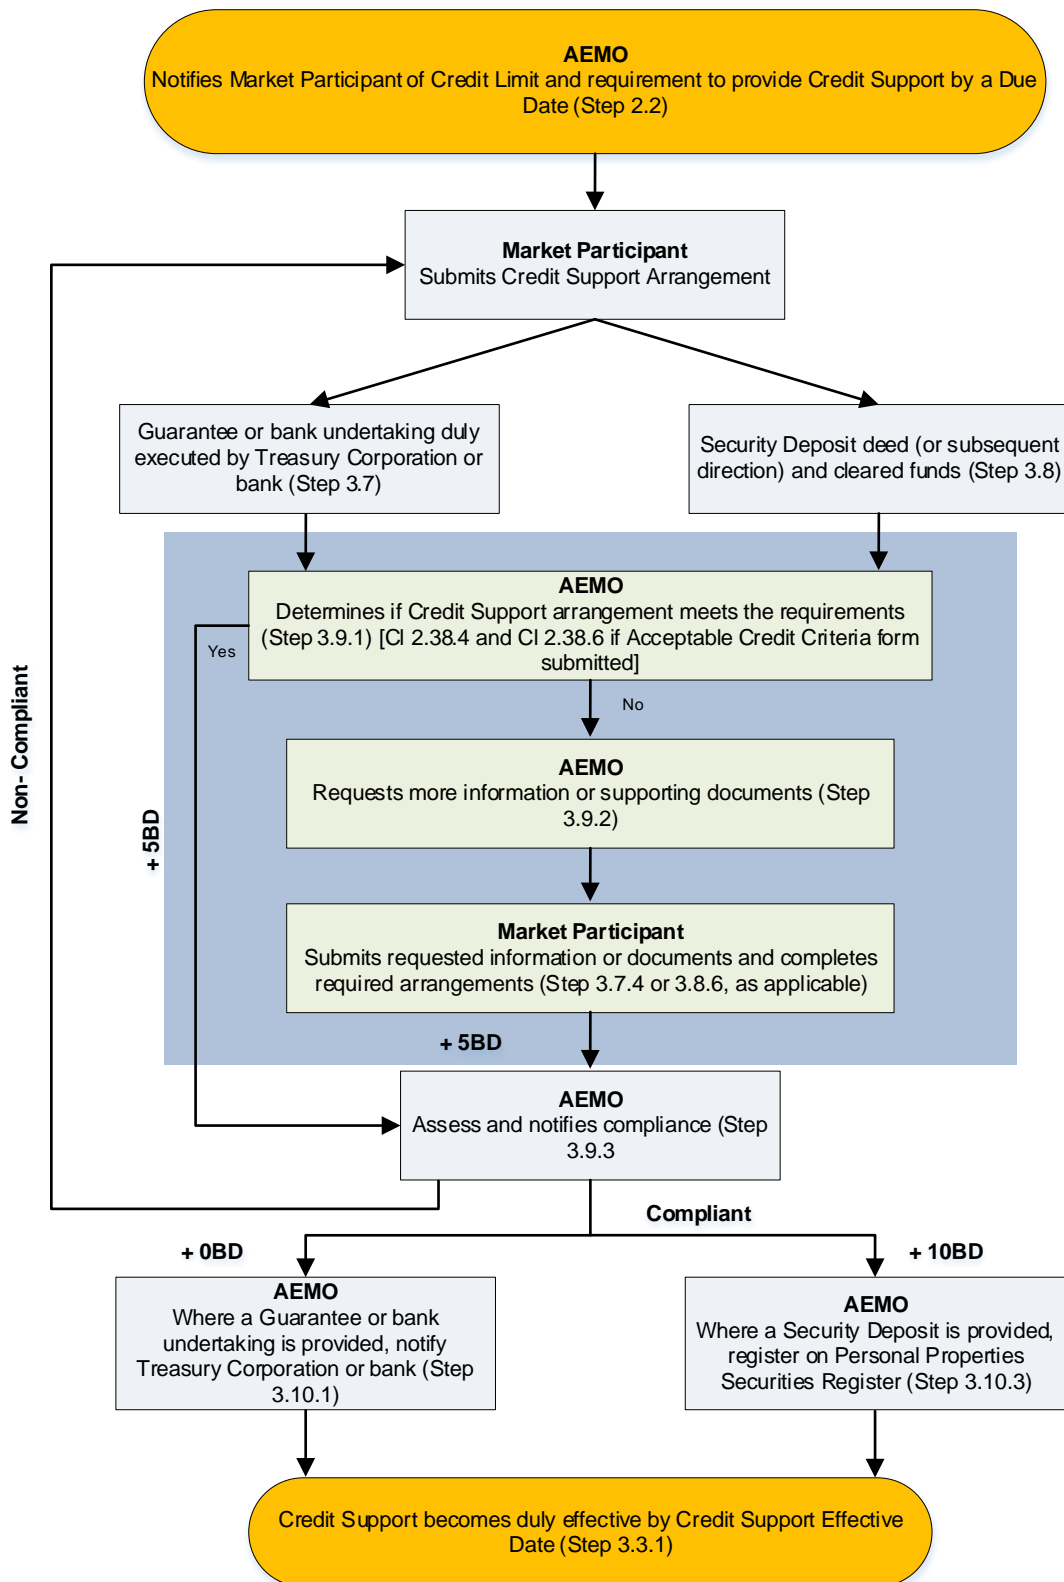 AEMO
Notifies Market Participant of Credit Limit and requirement to provide Credit Support by a Due
Date (Step 2.2)
Market Participant
Submits Credit Support Arrangement
Guarantee or bank undertaking duly
executed by Treasury Corporation or
bank (Step 3.7)
Security Deposit deed (or subsequent
direction) and cleared funds (Step 3.8)
AEMO
Determines if Credit Support arrangement meets the requirements
(Step 3.9.1) [Cl 2.38.4 and Cl 2.38.6 if Acceptable Credit Criteria form
submitted]
Yes
No
Non- Compliant
AEMO
Requests more information or supporting documents (Step
3.9.2)
+ 5BD
Market Participant
Submits requested information or documents and completes
required arrangements (Step 3.7.4 or 3.8.6, as applicable)
+ 5BD
AEMO
Assess and notifies compliance (Step
3.9.3
Compliant
+ 0BD
+ 10BD
AEMO
Where a Guarantee or bank
undertaking is provided, notify
Treasury Corporation or bank (Step
3.10.1)
AEMO
Where a Security Deposit is provided,
register on Personal Properties
Securities Register (Step 3.10.3)
Credit Support becomes duly effective by Credit Support Effective
Date (Step 3.3.1)